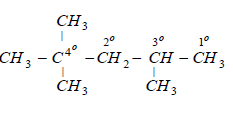 CH₃
CH₃ – C⁴ᵒ – CH₂ – CH – CH₃
2ᵒ 3ᵒ 1ᵒ
CH₃ CH₃